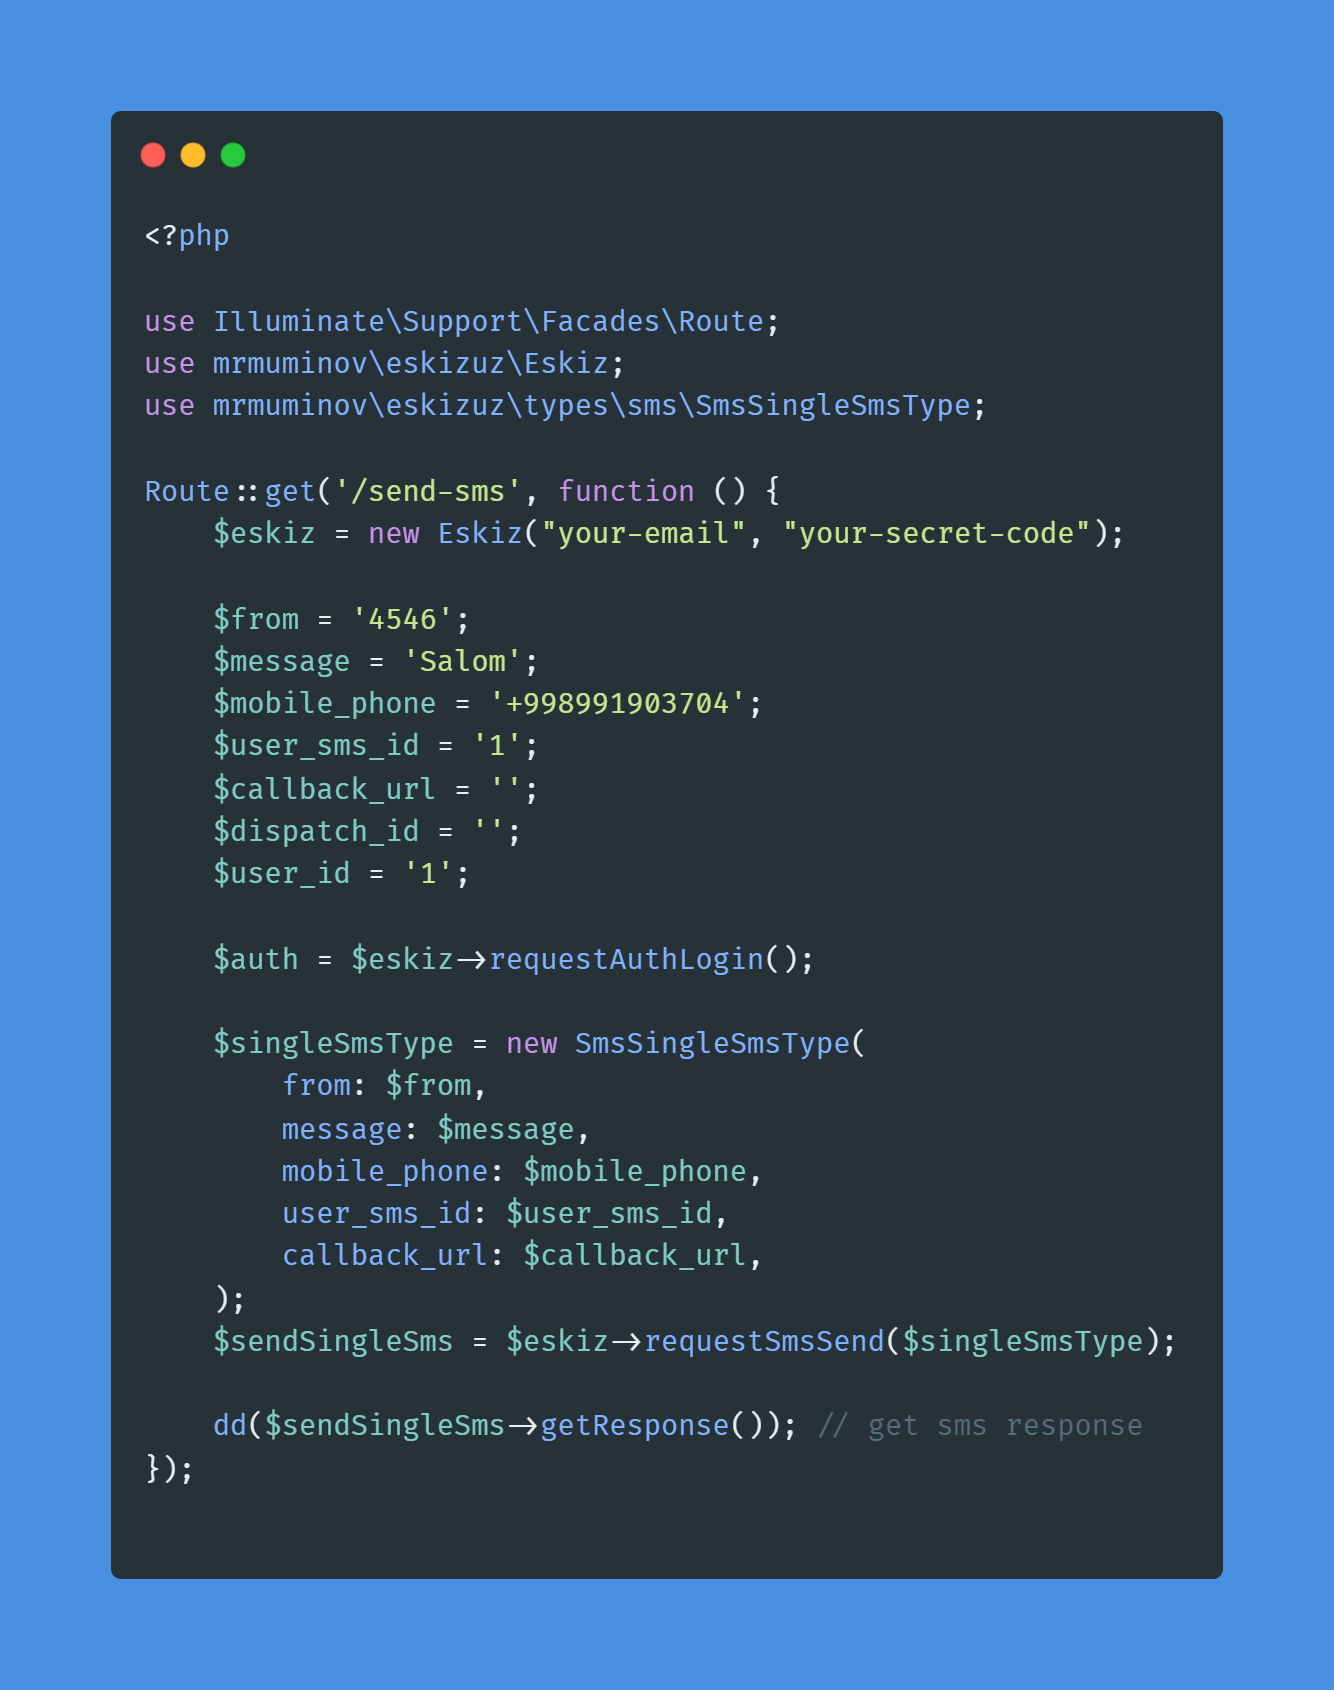 <?php
use Illuminate\Support\Facades\Route;
use mrmuminov\eskizuz\Eskiz;
use mrmuminov\eskizuz\types\sms\SmsSingleSmsType;
Route::get('/send-sms', function () {
    $eskiz = new Eskiz("your-email", "your-secret-code");
    $from = '4546';
    $message = 'Salom';
    $mobile_phone = '+998991903704';
    $user_sms_id = '1';
    $callback_url = '';
    $dispatch_id = '';
    $user_id = '1';
    $auth = $eskiz->requestAuthLogin();
    $singleSmsType = new SmsSingleSmsType(
        from: $from,
        message: $message,
        mobile_phone: $mobile_phone,
        user_sms_id: $user_sms_id,
        callback_url: $callback_url,
    );
    $sendSingleSms = $eskiz->requestSmsSend($singleSmsType);
    dd($sendSingleSms->getResponse()); // get sms response
});